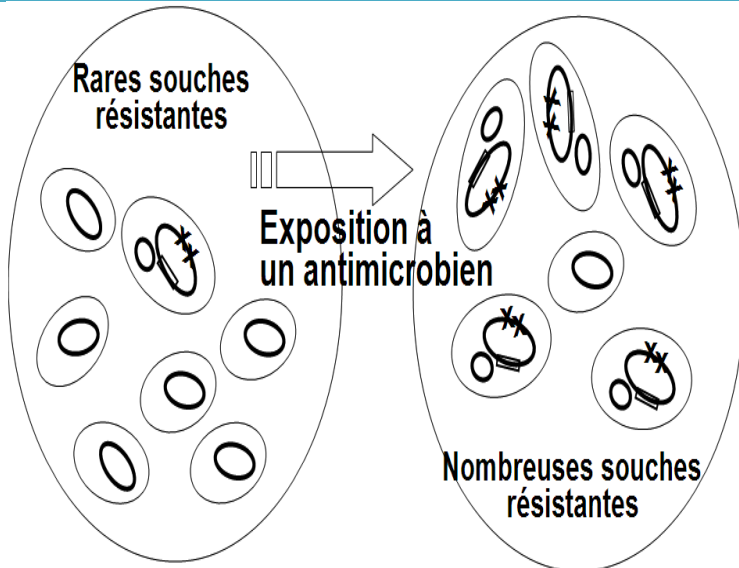 Rares souches
résistantes
Exposition à
un antimicrobien
Nombreuses souches
résistantes